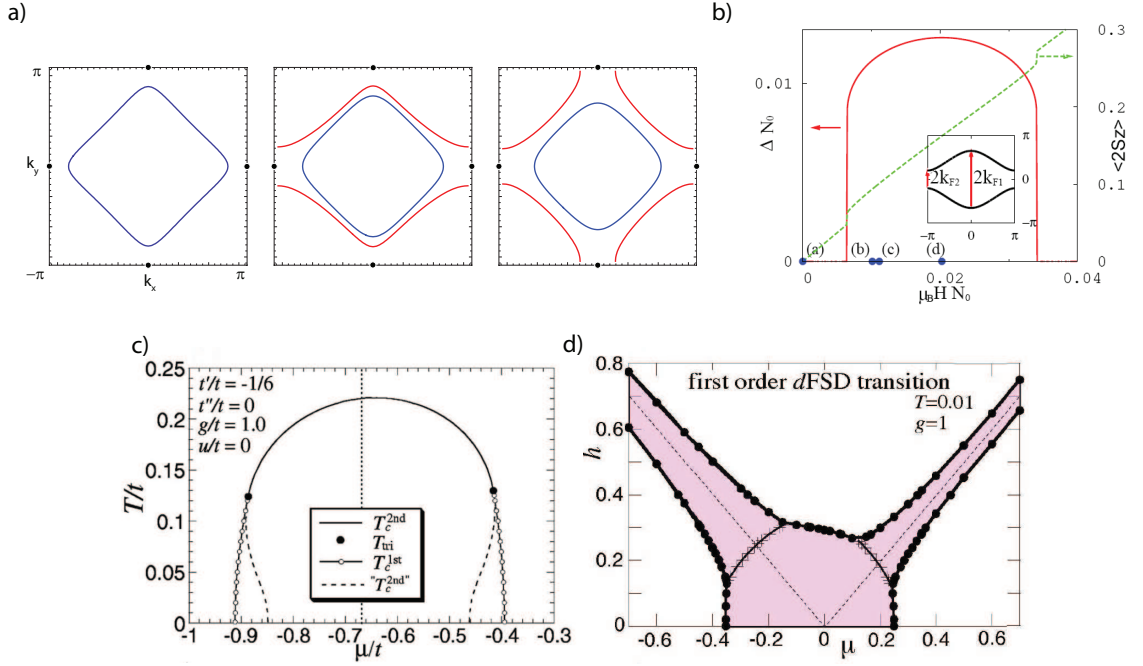 a)
π
k_y
−π
k_x
π
b)
0.01
0
Δ N₀
0.3
0.2
0.1
0
<2Sz>
2k_F2
2k_F1
π
0
−π
−π
0
π
(a)
(b)
(c)
(d)
0
0.02
0.04
μ_B H N₀
c)
0.25
0.2
0.15
0.1
0.05
0
T/t
t'/t = -1/6
t''/t = 0
g/t = 1.0
u/t = 0
T_c^2nd
T_tri
T_c^1st
"T_c^2nd"
-1
-0.9
-0.8
-0.7
-0.6
-0.5
-0.4
-0.3
μ/t
d)
0.8
0.6
0.4
0.2
0
h
first order dFSD transition
T=0.01
g=1
-0.6
-0.4
-0.2
0
0.2
0.4
0.6
μ